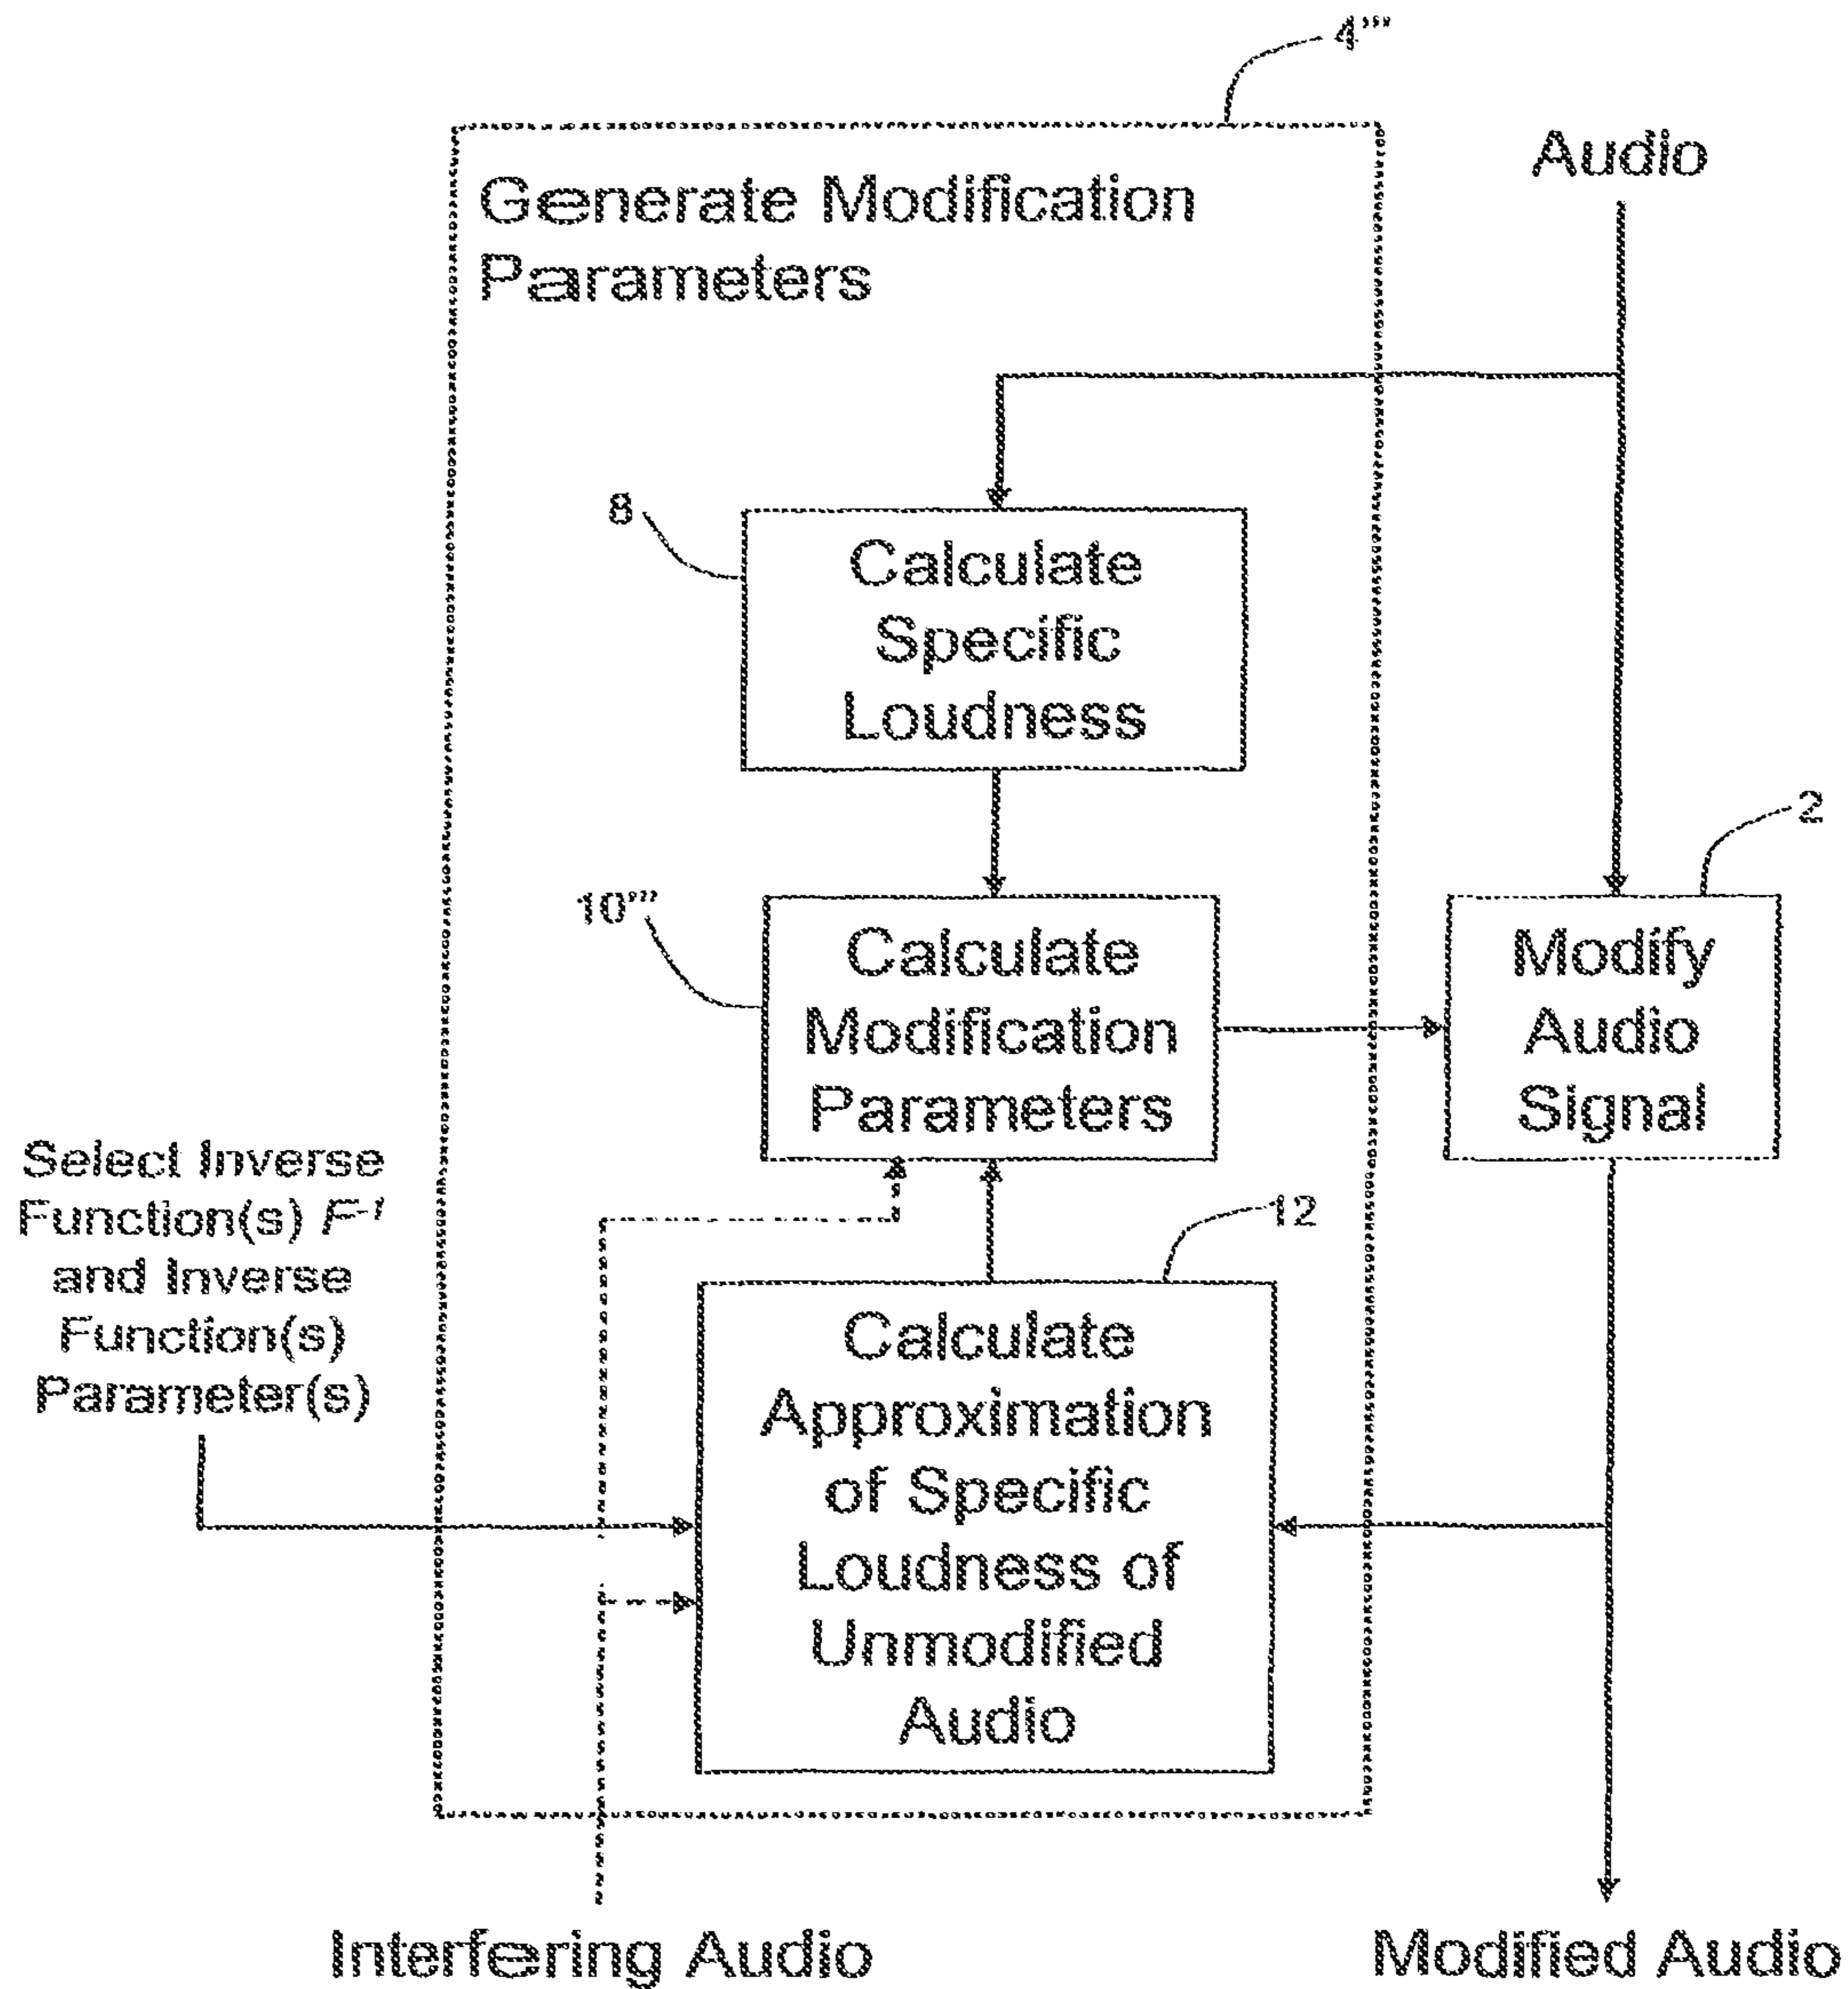 4'''
Audio
Generate Modification
Parameters
8
Calculate
Specific
Loudness
2
10'''
Calculate
Modification
Parameters
Modify
Audio
Signal
Select Inverse
Function(s) F-1
and Inverse
Function(s)
Parameter(s)
12
Calculate
Approximation
of Specific
Loudness of
Unmodified
Audio
Interfering Audio
Modified Audio